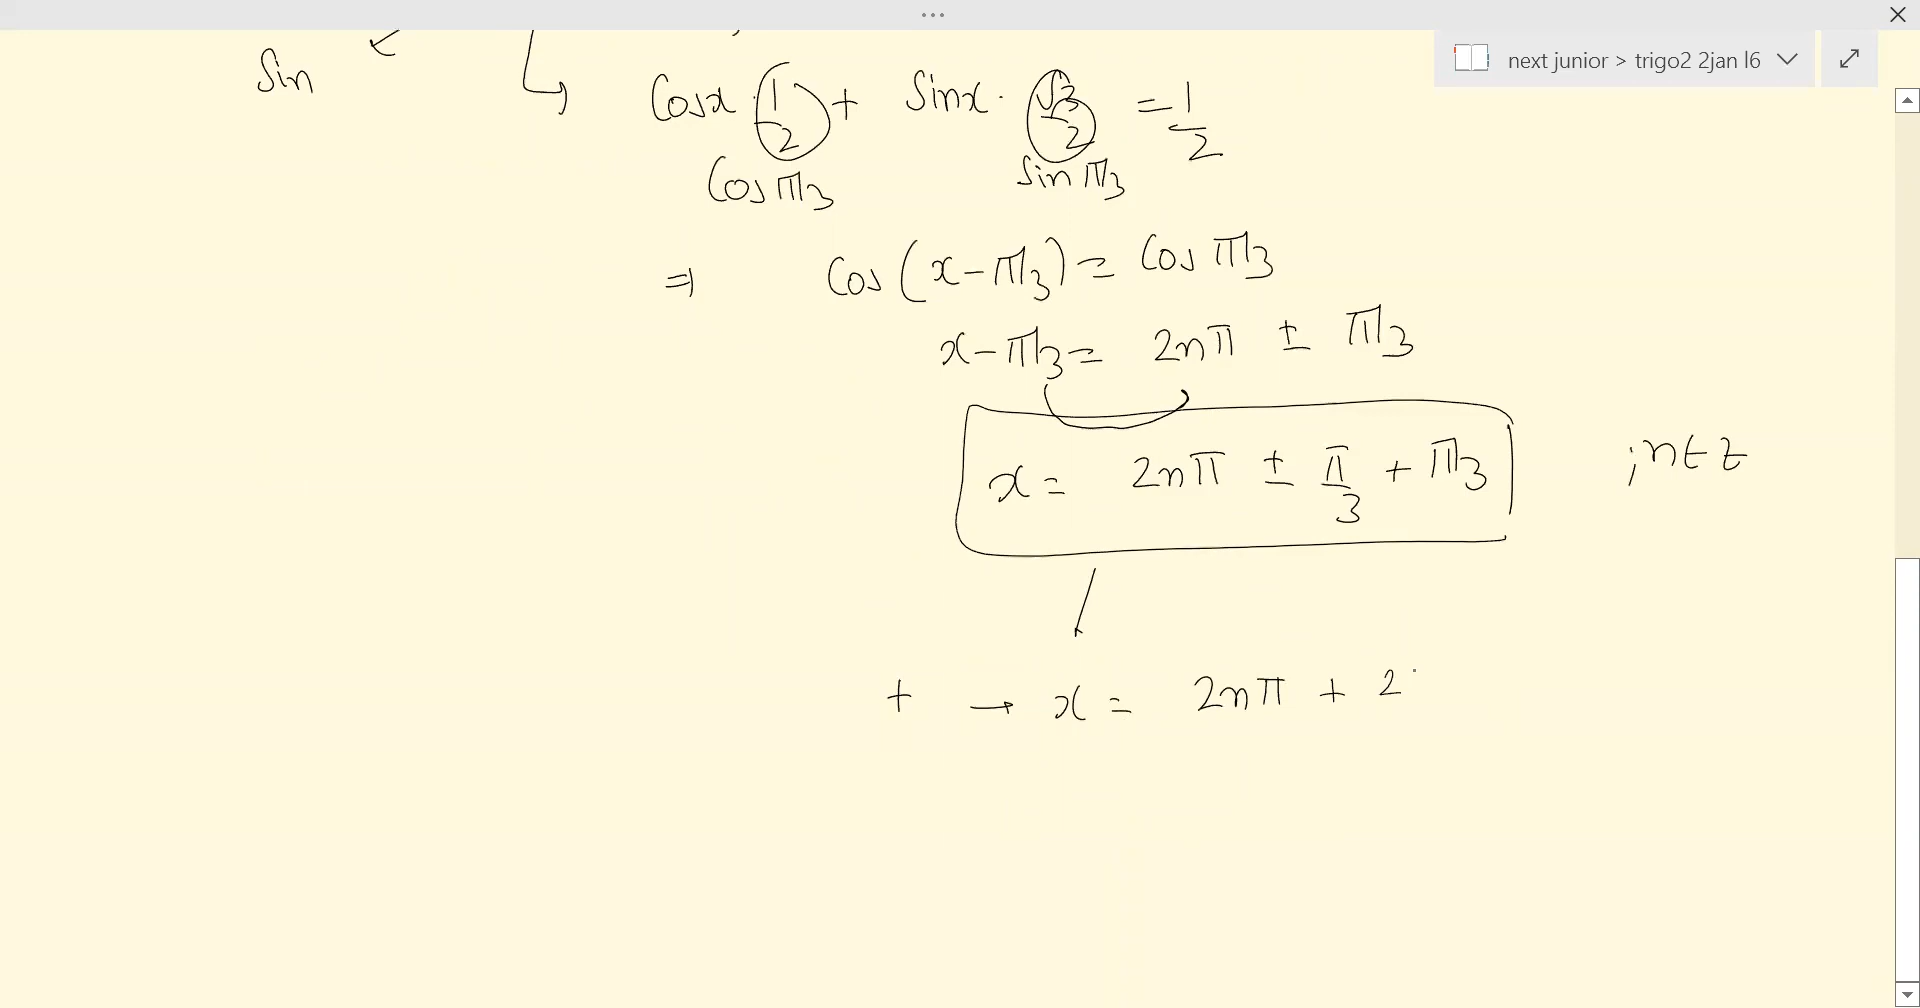 next junior > trigo2 2jan l6
Sin
Cosx · 1/2 + Sinx · √3/2 = 1/2
Cos π/3 Sin π/3
⇒ Cos (x - π/3) = Cos π/3
x - π/3 = 2nπ ± π/3
x = 2nπ ± π/3 + π/3 ; n ∈ z
+ → x = 2nπ + 2